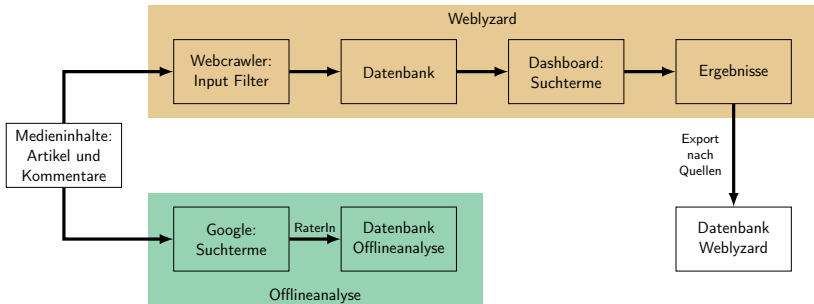 Weblyzard
Webcrawler:
Input Filter
Datenbank
Dashboard:
Suchterme
Ergebnisse
Medieninhalte:
Artikel und
Kommentare
Export
nach
Quellen
Google:
Suchterme
RaterIn
Datenbank
Offlineanalyse
Datenbank
Weblyzard
Offlineanalyse